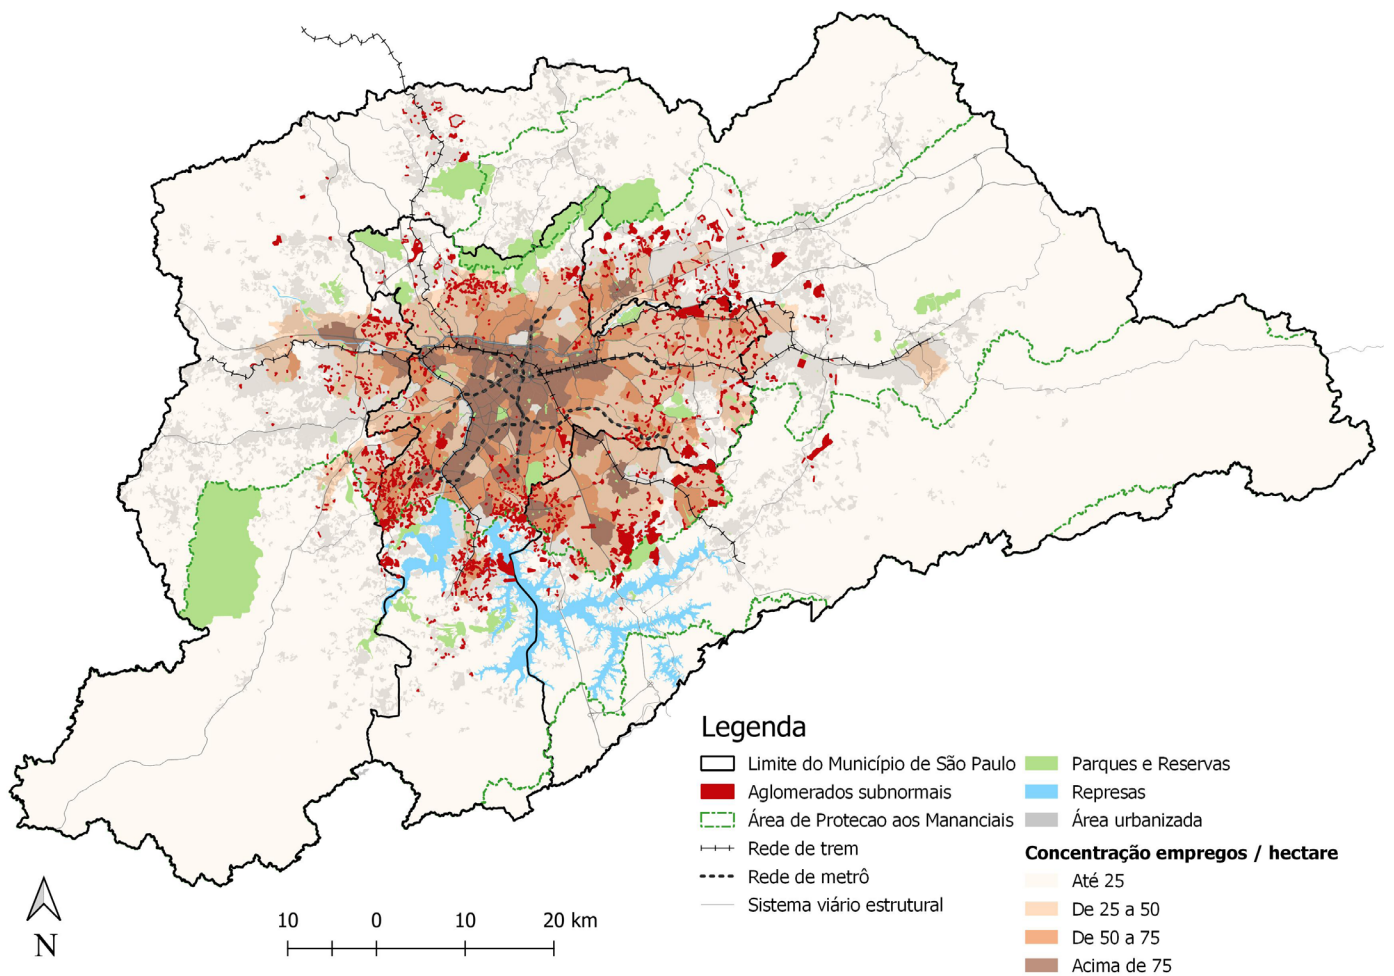 Legenda
Limite do Município de São Paulo
Aglomerados subnormais
Área de Protecao aos Mananciais
Rede de trem
Rede de metrô
Sistema viário estrutural
Parques e Reservas
Represas
Área urbanizada
Concentração empregos / hectare
Até 25
De 25 a 50
De 50 a 75
Acima de 75
N
10 0 10 20 km